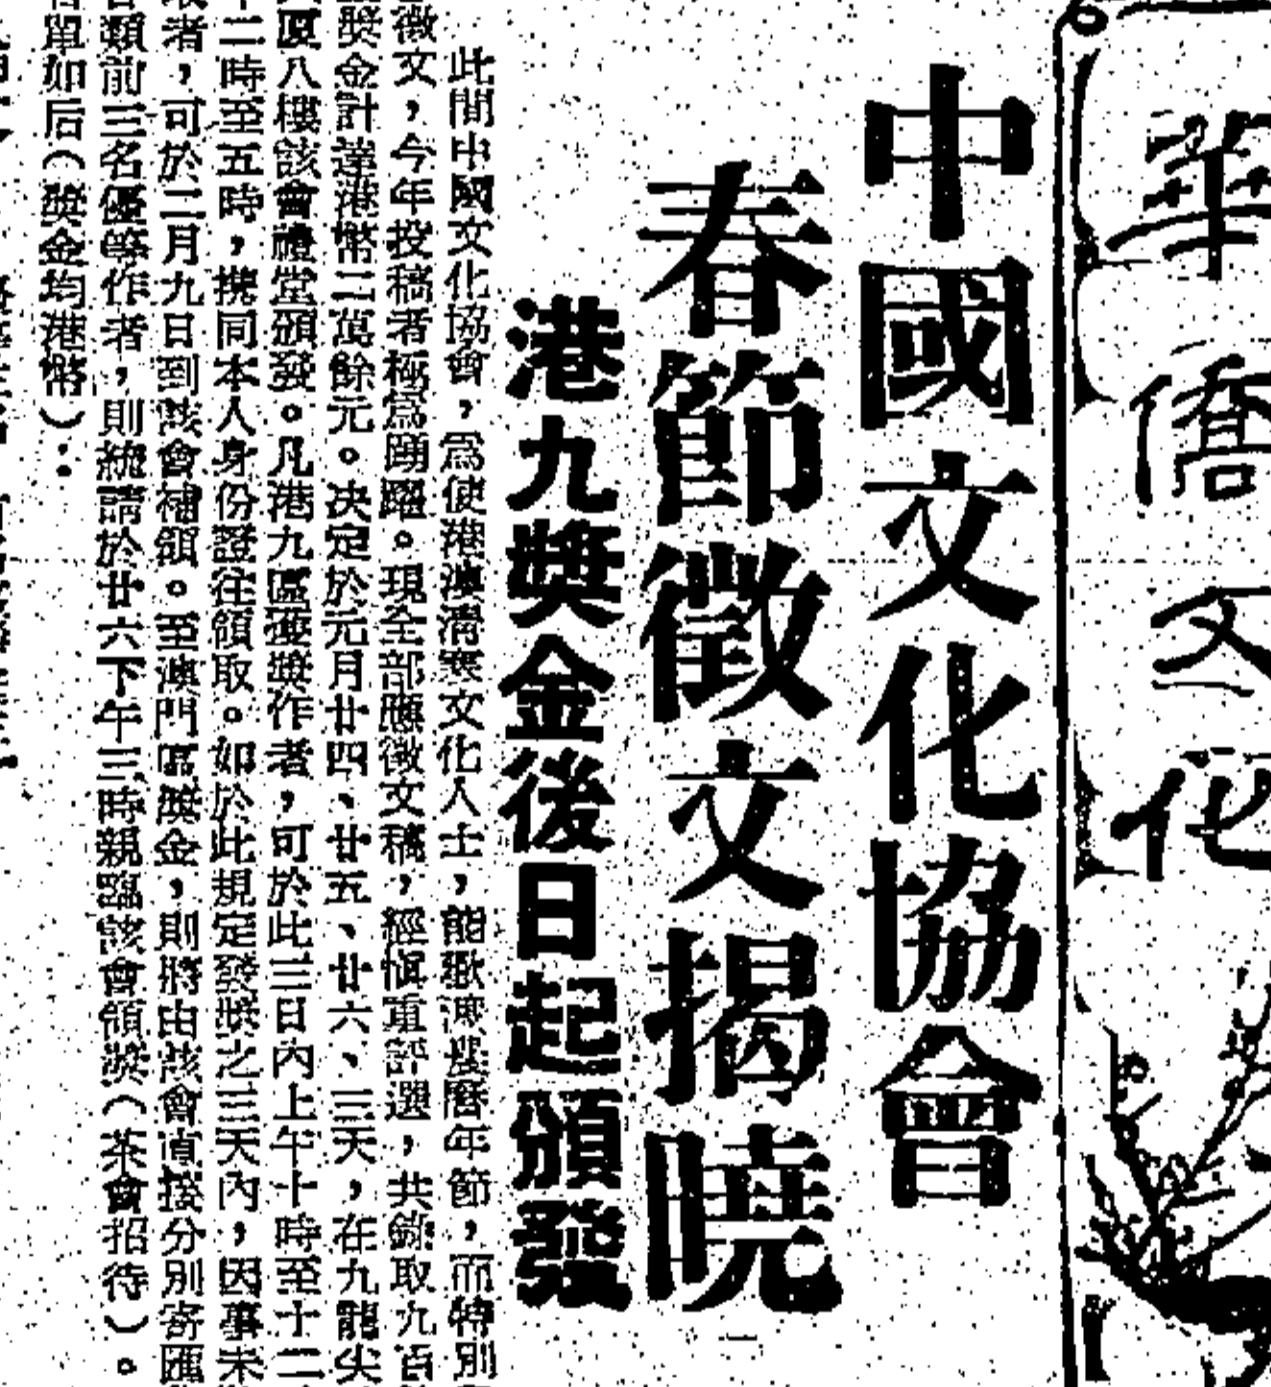 華僑文化
中國文化協會
春節徵文揭曉
港九獎金後日起頒發
此間中國文化協會，為使港澳清寒文化人士，能歡渡農曆年節，而特別
徵文，今年投稿者極為踴躍。現全部應徵文稿，經慎重評選，共錄取九百
獎金計達港幣二萬餘元。決定於元月廿四、廿五、廿六、三天，在九龍尖
厦八樓該會禮堂頒發。凡港九區獲獎作者，可於此三日內上午十時至十二
二時至五時，携同本人身份證往領取。如於此規定發獎之三天內，因事未
者，可於二月九日到該會補領。至澳門區獎金，則將由該會直接分別寄匯
類前三名優等作者，則統請於廿六下午三時親臨該會領獎（茶會招待）。
單如后（獎金均港幣）：